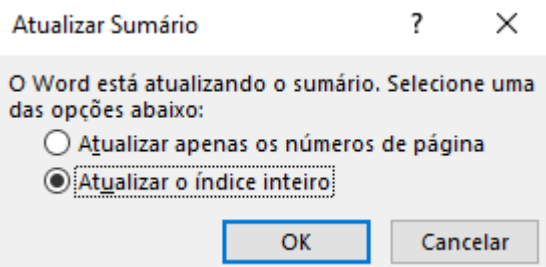 Atualizar Sumário ? ×
O Word está atualizando o sumário. Selecione uma
das opções abaixo:
Atualizar apenas os números de página
Atualizar o índice inteiro
OK Cancelar